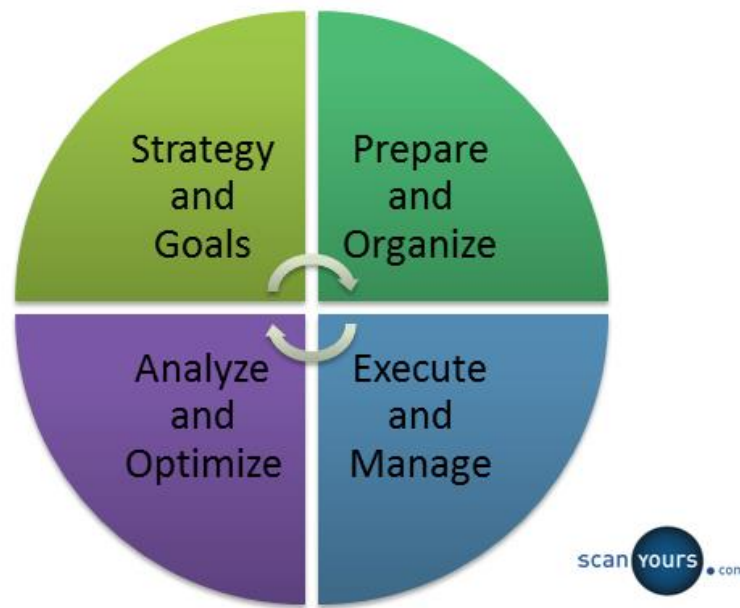 Strategy
and
Goals
Prepare
and
Organize
Analyze
and
Optimize
Execute
and
Manage
scan YOURS .com